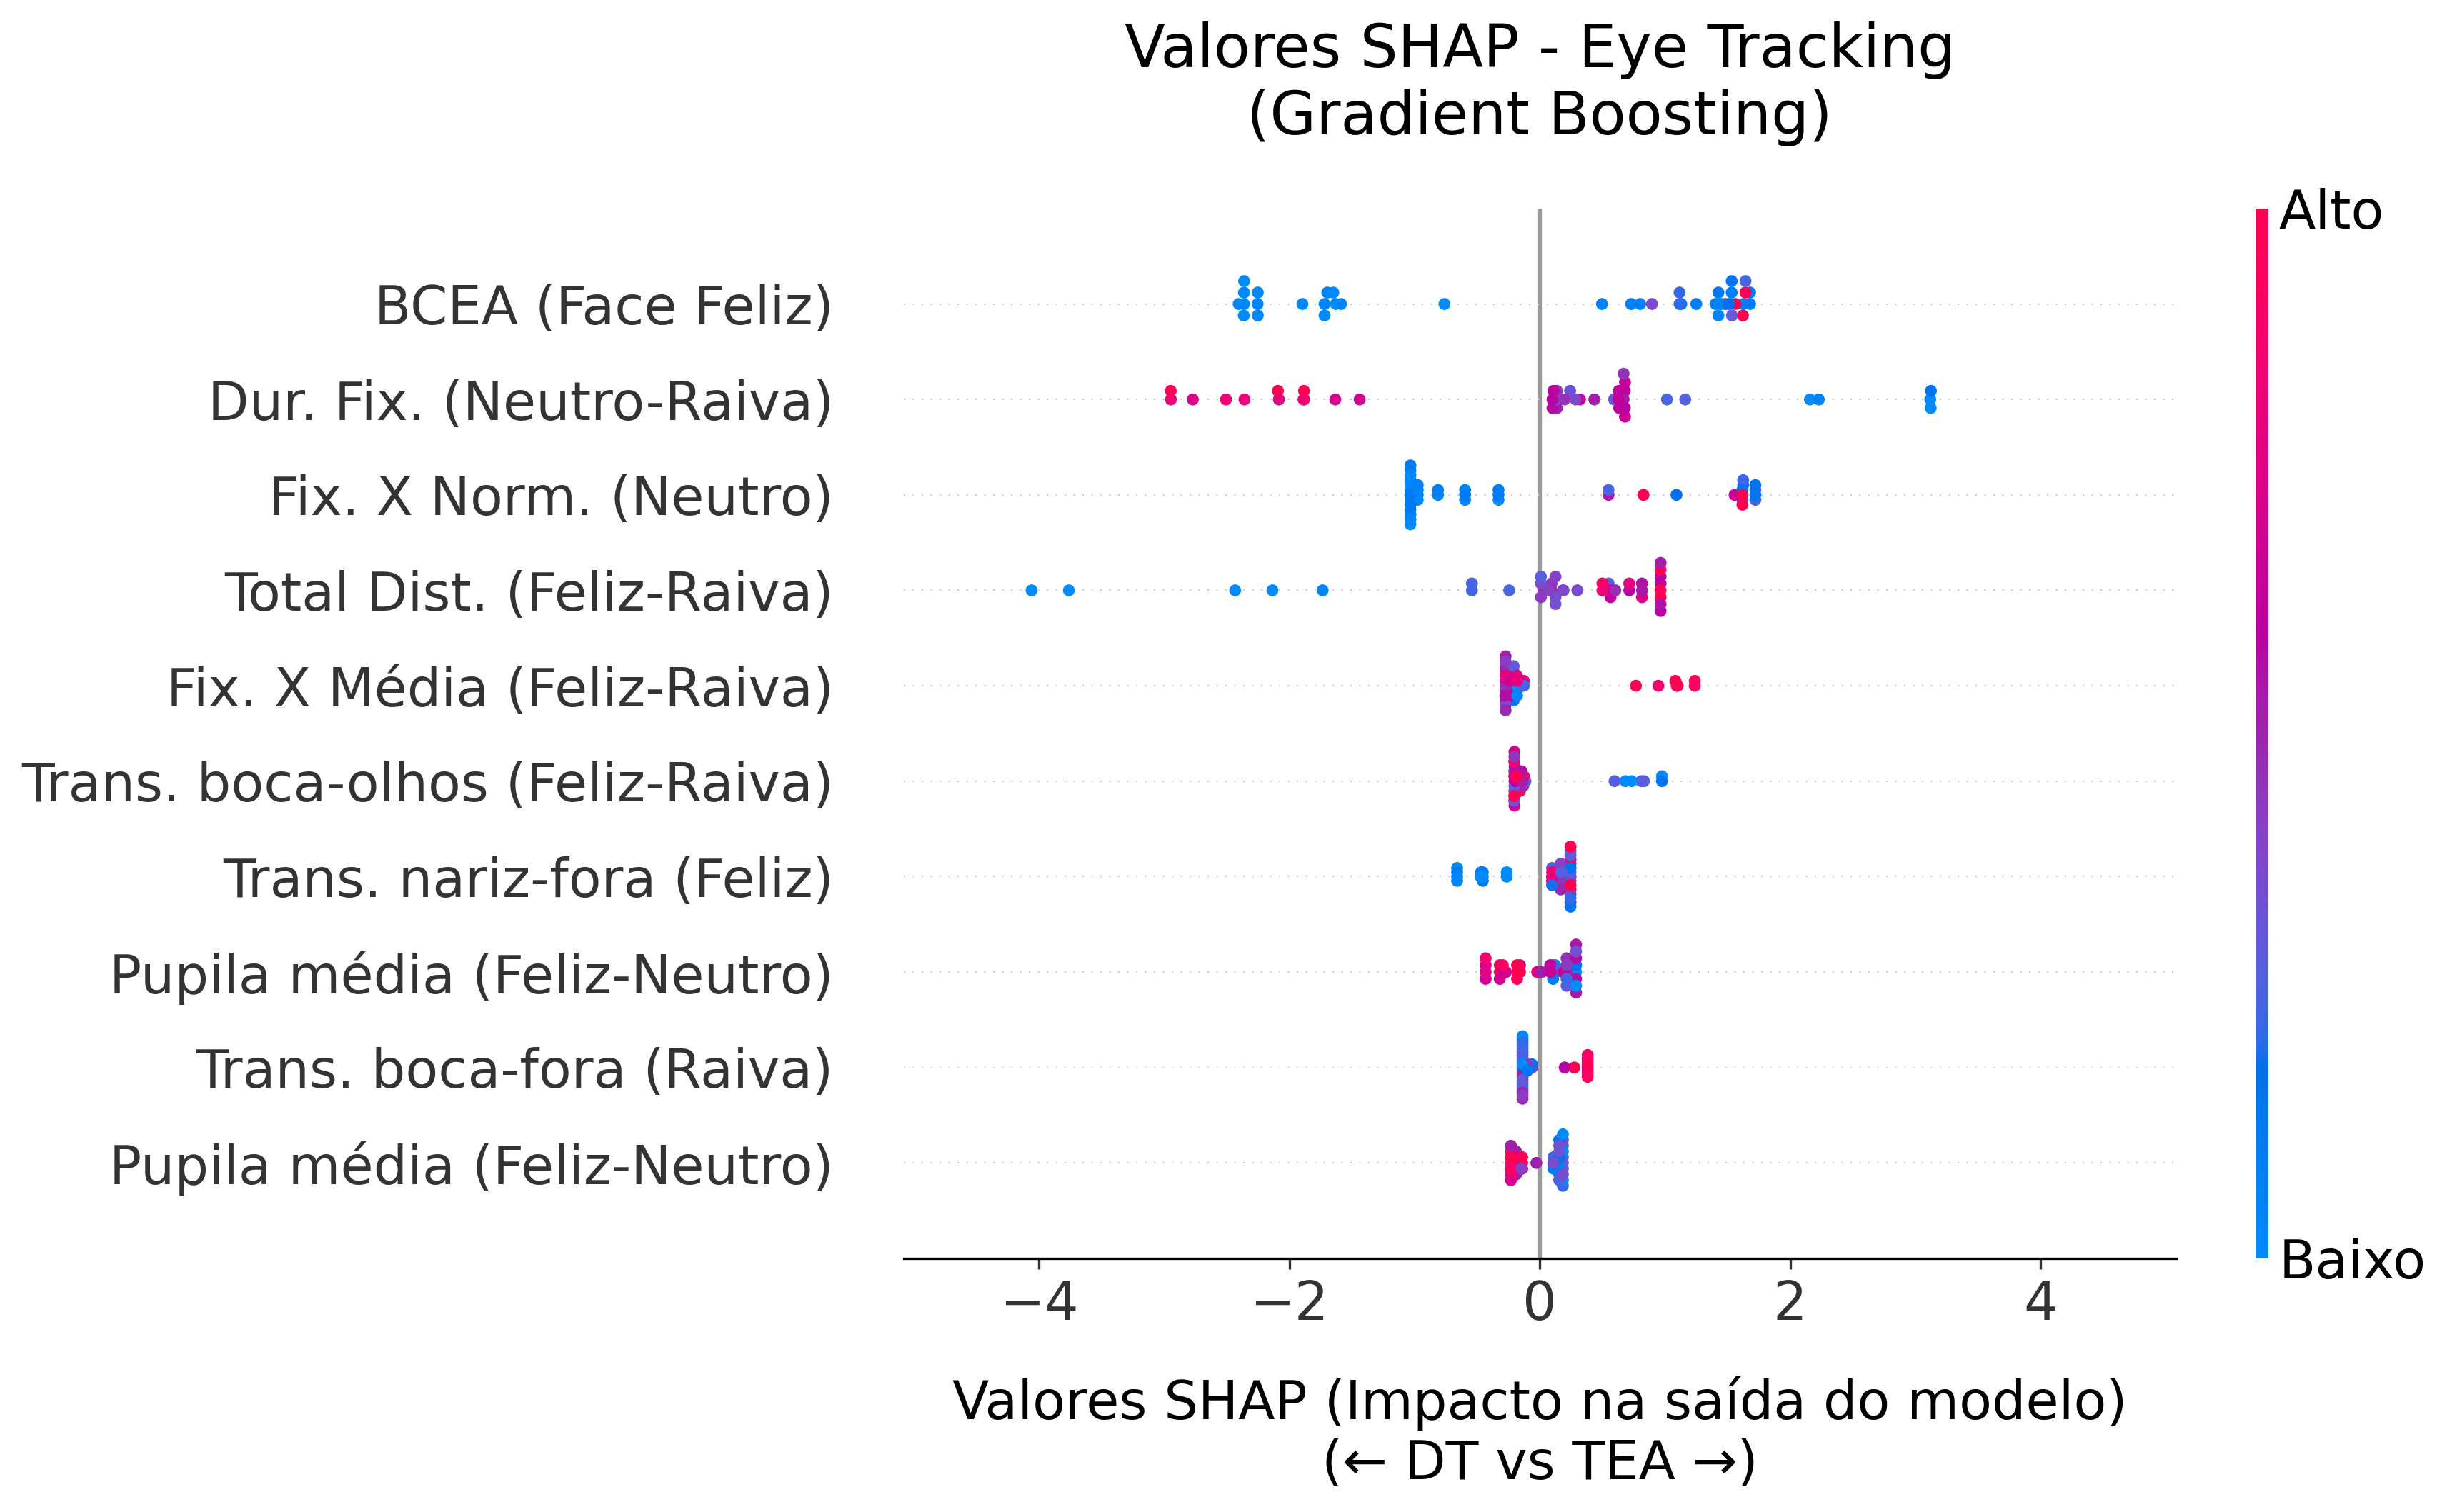 Valores SHAP - Eye Tracking
(Gradient Boosting)
Alto
BCEA (Face Feliz)
Dur. Fix. (Neutro-Raiva)
Fix. X Norm. (Neutro)
Total Dist. (Feliz-Raiva)
Fix. X Média (Feliz-Raiva)
Trans. boca-olhos (Feliz-Raiva)
Trans. nariz-fora (Feliz)
Pupila média (Feliz-Neutro)
Trans. boca-fora (Raiva)
Pupila média (Feliz-Neutro)
Baixo
−4 −2 0 2 4
Valores SHAP (Impacto na saída do modelo)
(← DT vs TEA →)